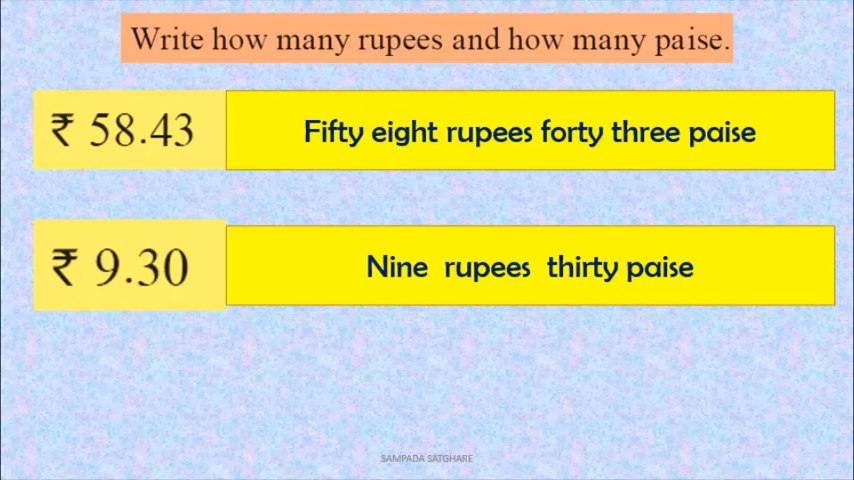 Write how many rupees and how many paise.
₹ 58.43 Fifty eight rupees forty three paise
₹ 9.30 Nine rupees thirty paise
SAMPADA SATGHARE